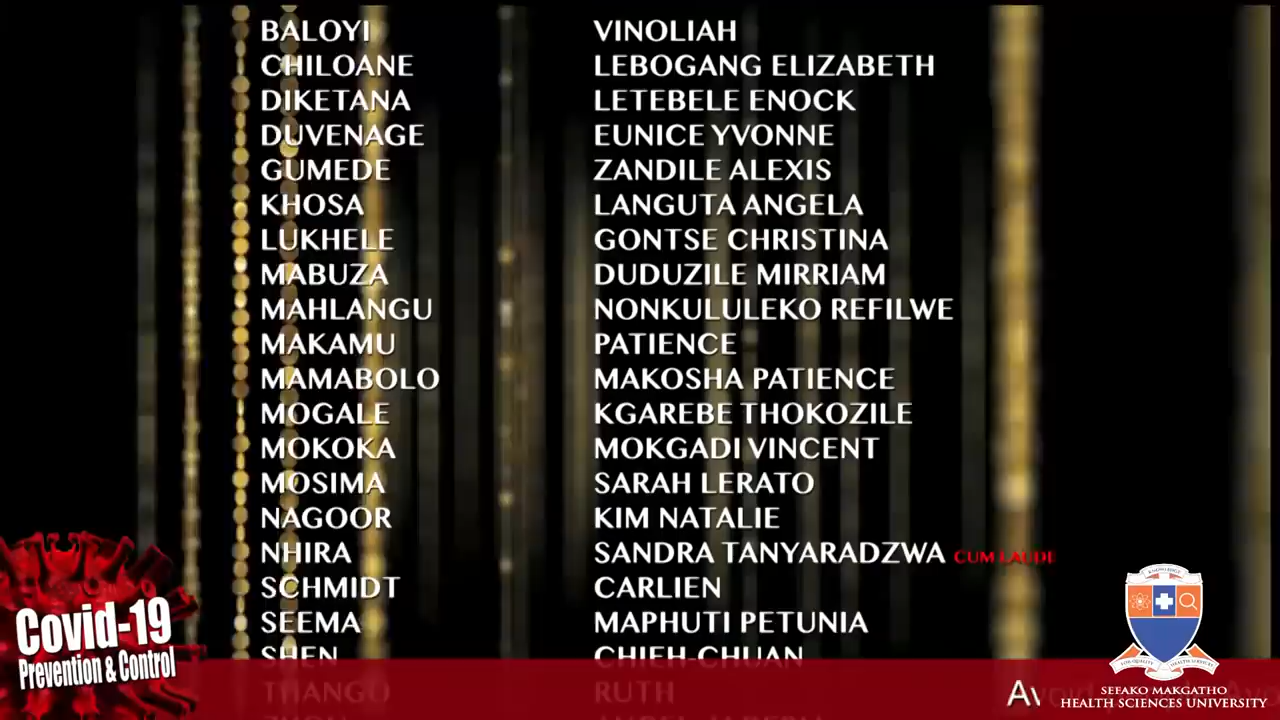 BALOYI VINOLIAH
CHILOANE LEBOGANG ELIZABETH
DIKETANA LETEBELE ENOCK
DUVENAGE EUNICE YVONNE
GUMEDE ZANDILE ALEXIS
KHOSA LANGUTA ANGELA
LUKHELE GONTSE CHRISTINA
MABUZA DUDUZILE MIRRIAM
MAHLANGU NONKULULEKO REFILWE
MAKAMU PATIENCE
MAMABOLO MAKOSHA PATIENCE
MOGALE KGAREBE THOKOZILE
MOKOKA MOKGADI VINCENT
MOSIMA SARAH LERATO
NAGOOR KIM NATALIE
NHIRA SANDRA TANYARADZWA CUM LAUDE
SCHMIDT CARLIEN
SEEMA MAPHUTI PETUNIA
SHEN CHIEH-CHUAN
THANGU RUTH
Covid-19
Prevention & Control
KNOWLEDGE
SEFAKO MAKGATHO
HEALTH SCIENCES UNIVERSITY